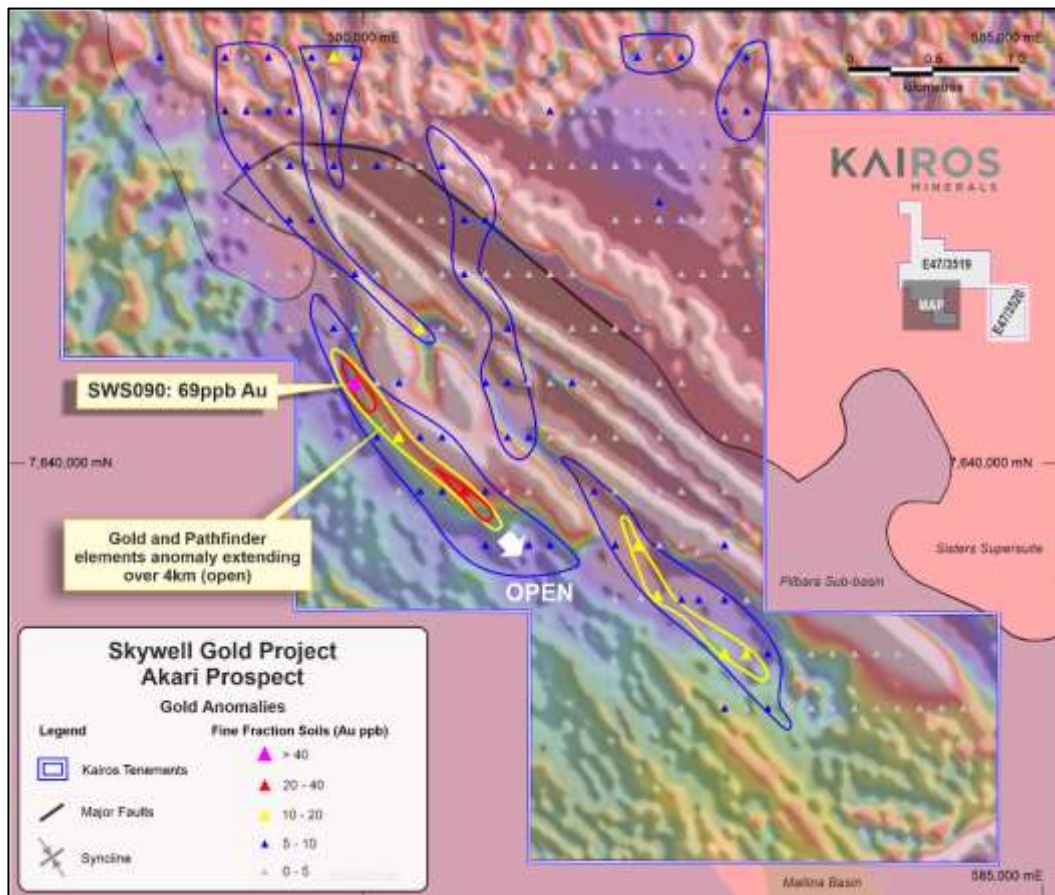 580,000 mE
585,000 mE
0 0.5 1.0
kilometres
KAIROS
MINERALS
E47/3519
MAP
E47/3520
SWS090: 69ppb Au
7,640,000 mN
7,640,000 mN
Gold and Pathfinder
elements anomaly extending
over 4km (open)
OPEN
Sisters Supersuite
Pilbara Sub-basin
Skywell Gold Project
Akari Prospect
Gold Anomalies
Legend
Fine Fraction Soils (Au ppb)
Kairos Tenements
Major Faults
Syncline
> 40
20 - 40
10 - 20
5 - 10
0 - 5
Mallina Basin
585,000 mE